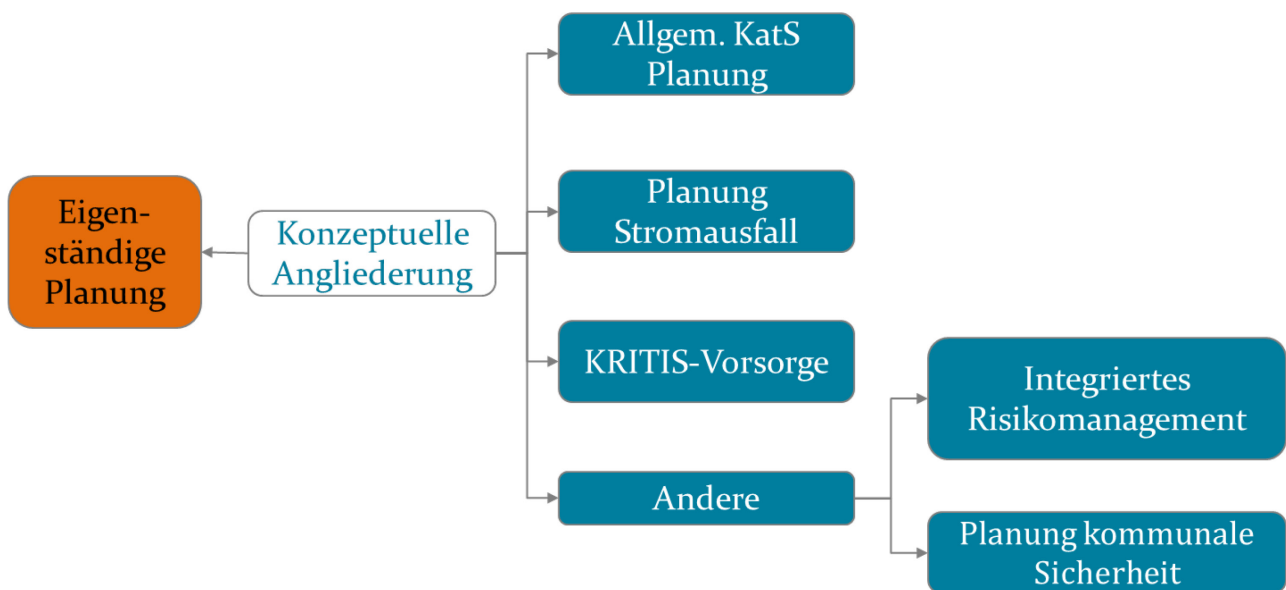 Eigen-
ständige
Planung
Konzeptuelle
Angliederung
Allgem. KatS
Planung
Planung
Stromausfall
KRITIS-Vorsorge
Andere
Integriertes
Risikomanagement
Planung kommunale
Sicherheit